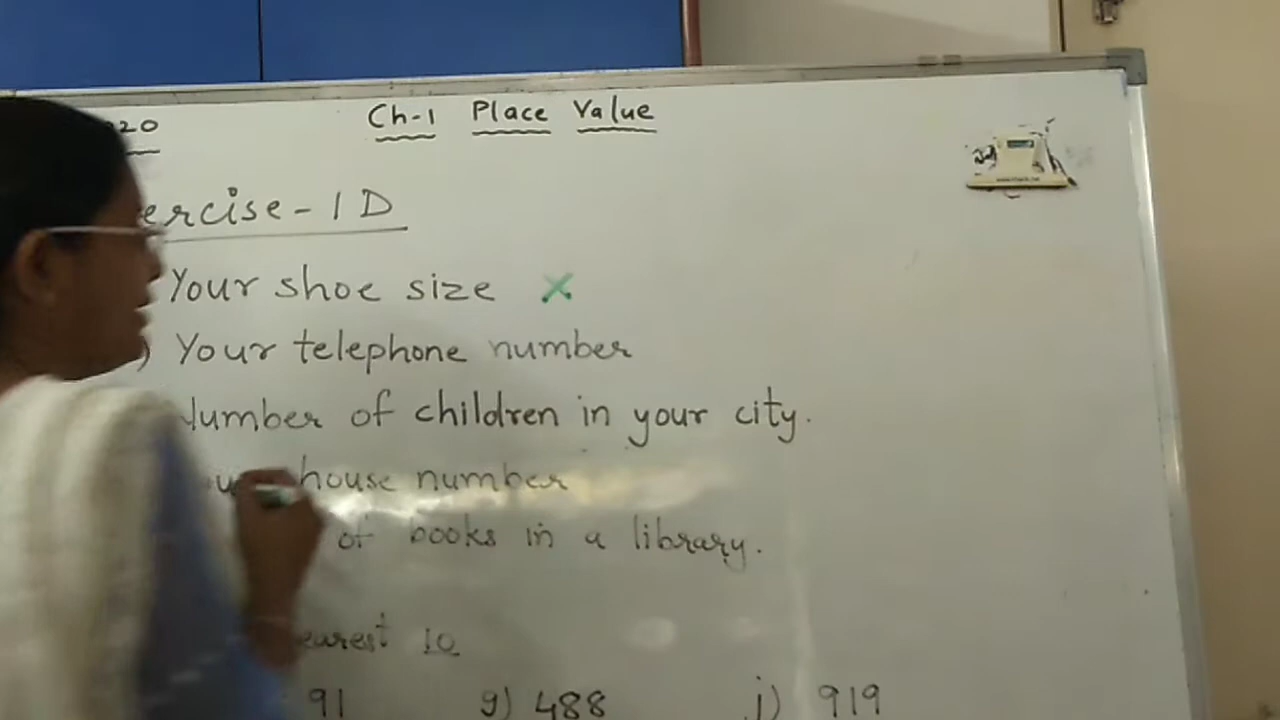 20 Ch-1 Place Value
ercise-1D
Your shoe size ×
) Your telephone number
Number of children in your city.
house number
of books in a library.
earest 10
91 g) 488 j) 919